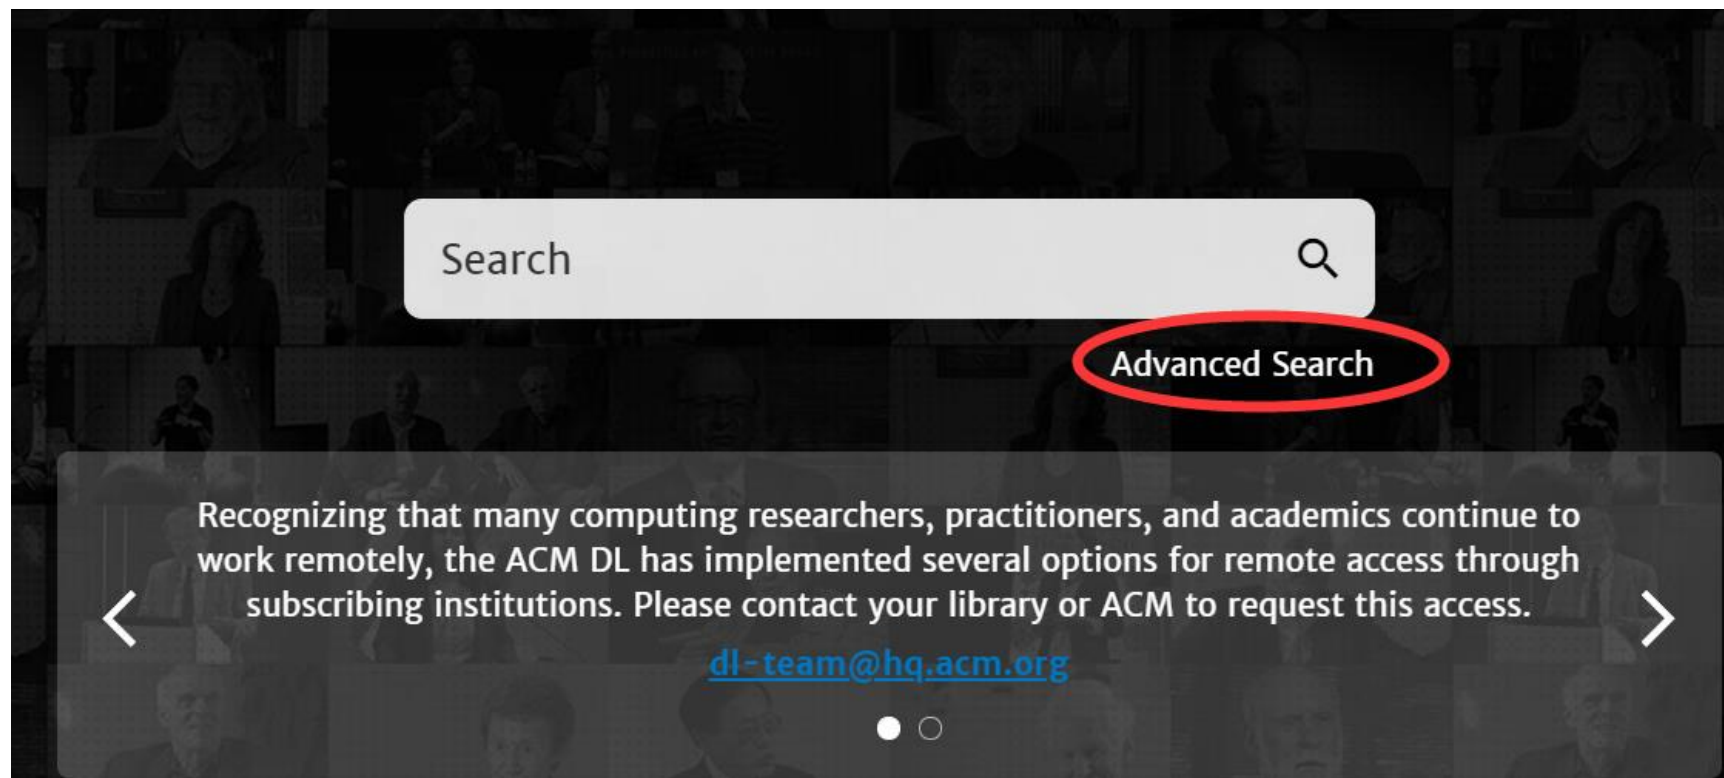 Search
Advanced Search
Recognizing that many computing researchers, practitioners, and academics continue to
work remotely, the ACM DL has implemented several options for remote access through
subscribing institutions. Please contact your library or ACM to request this access.
dl-team@hq.acm.org